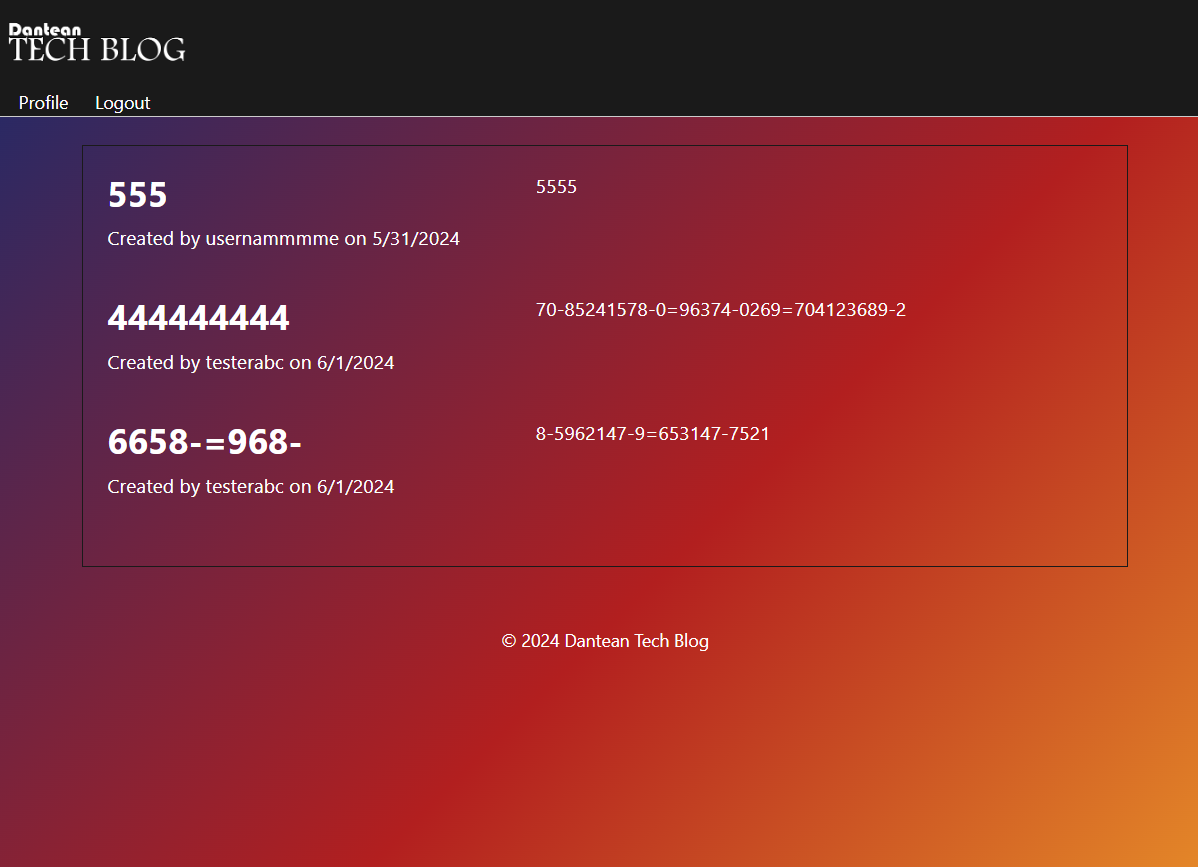 Dantean
TECH BLOG
Profile Logout
555
5555
Created by usernammmme on 5/31/2024
444444444
70-85241578-0=96374-0269=704123689-2
Created by testerabc on 6/1/2024
6658-=968-
8-5962147-9=653147-7521
Created by testerabc on 6/1/2024
© 2024 Dantean Tech Blog